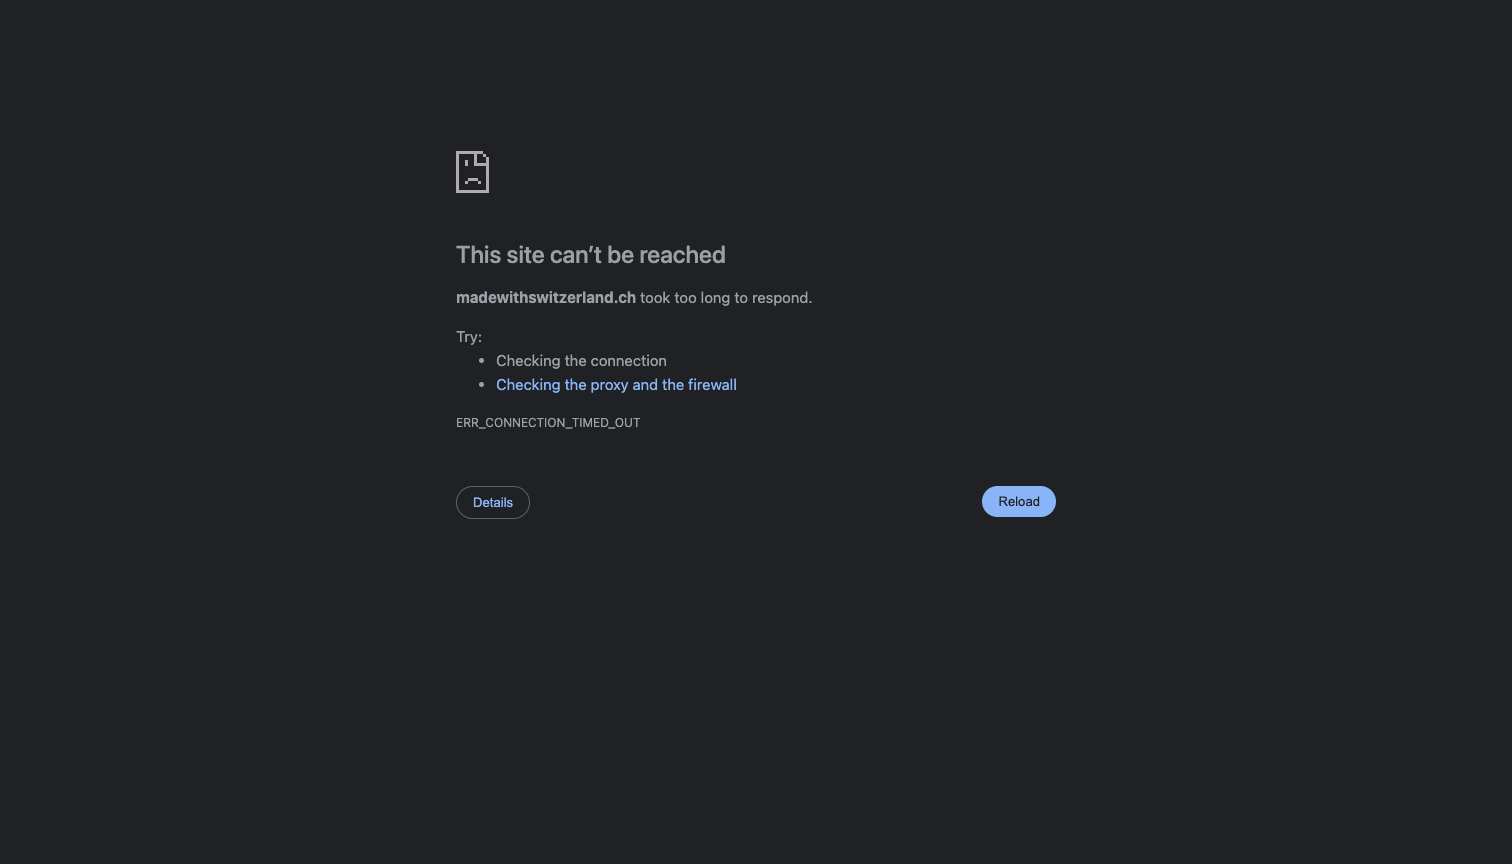 This site can’t be reached
madewithswitzerland.ch took too long to respond.
Try:
• Checking the connection
• Checking the proxy and the firewall
ERR_CONNECTION_TIMED_OUT
Details
Reload